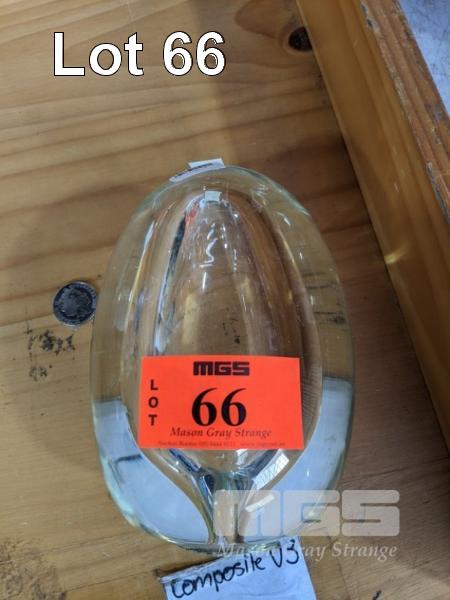 Lot 66
MGS
LOT
66
Mason Gray Strange
MGS
Mason Gray Strange
composite V3